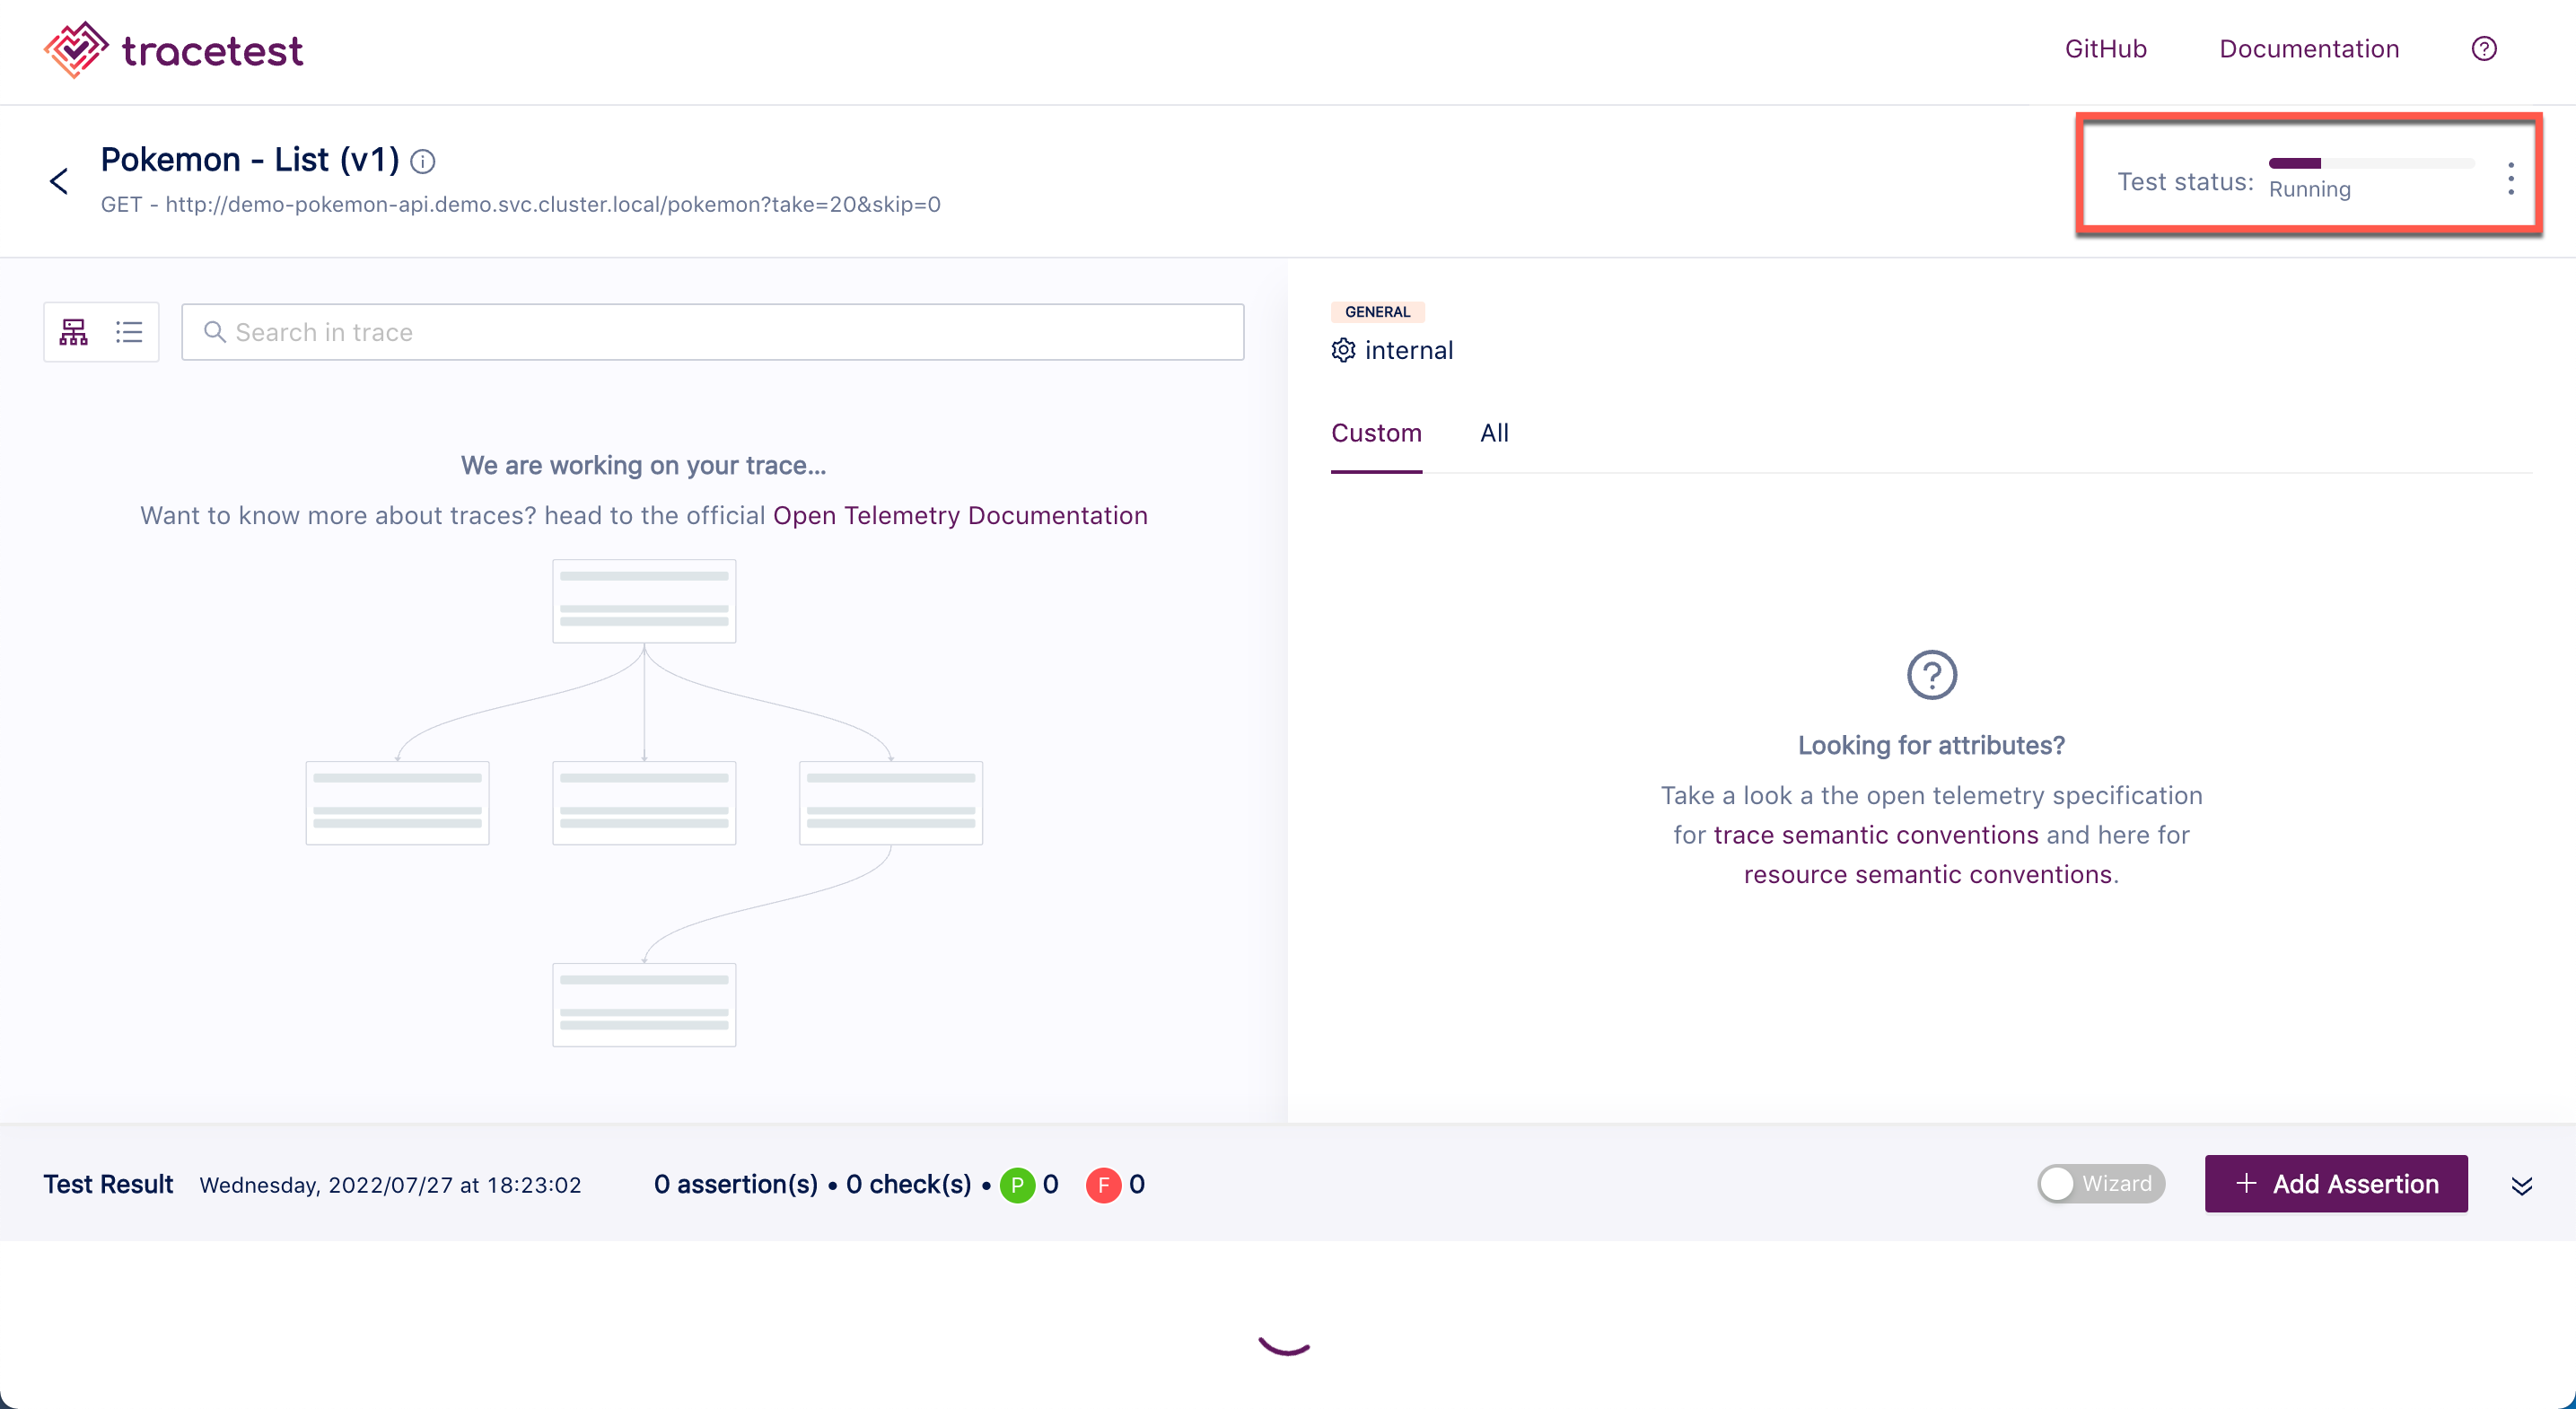 tracetest
GitHub
Documentation
Pokemon - List (v1)
GET - http://demo-pokemon-api.demo.svc.cluster.local/pokemon?take=20&skip=0
Test status:
Running
Search in trace
We are working on your trace...
Want to know more about traces? head to the official Open Telemetry Documentation
GENERAL
internal
Custom
All
Looking for attributes?
Take a look a the open telemetry specification
for trace semantic conventions and here for
resource semantic conventions.
Test Result
Wednesday, 2022/07/27 at 18:23:02
0 assertion(s) • 0 check(s) • P 0 F 0
Wizard
+ Add Assertion